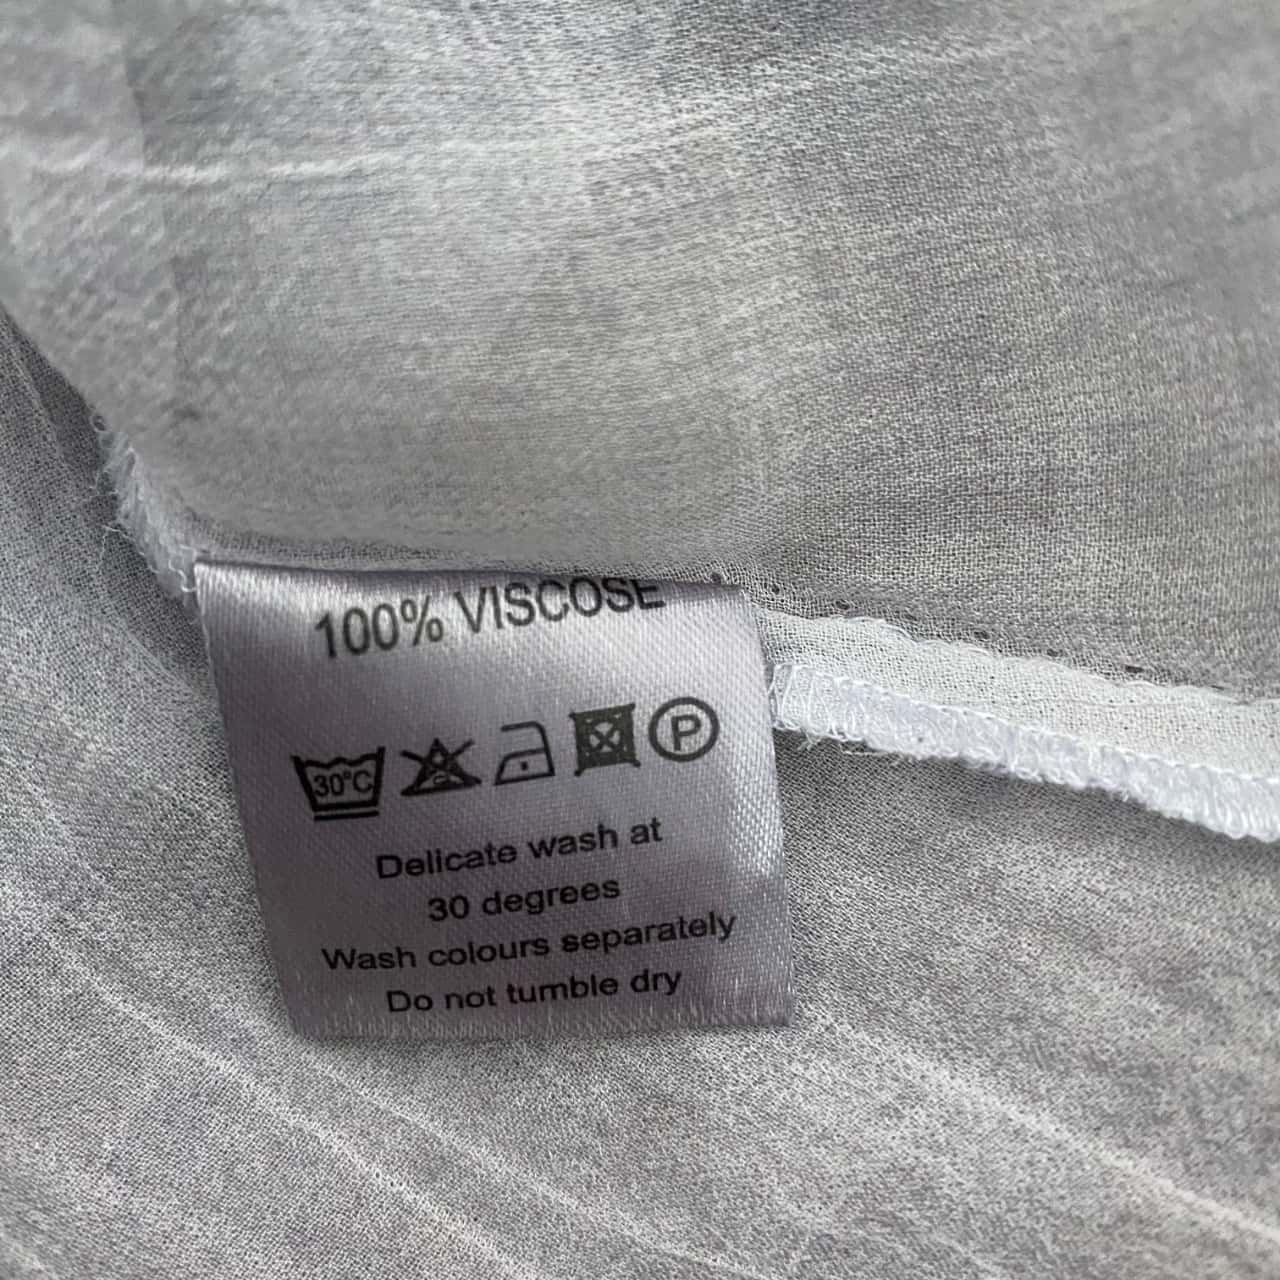 100% VISCOSE
30°C P
Delicate wash at
30 degrees
Wash colours separately
Do not tumble dry